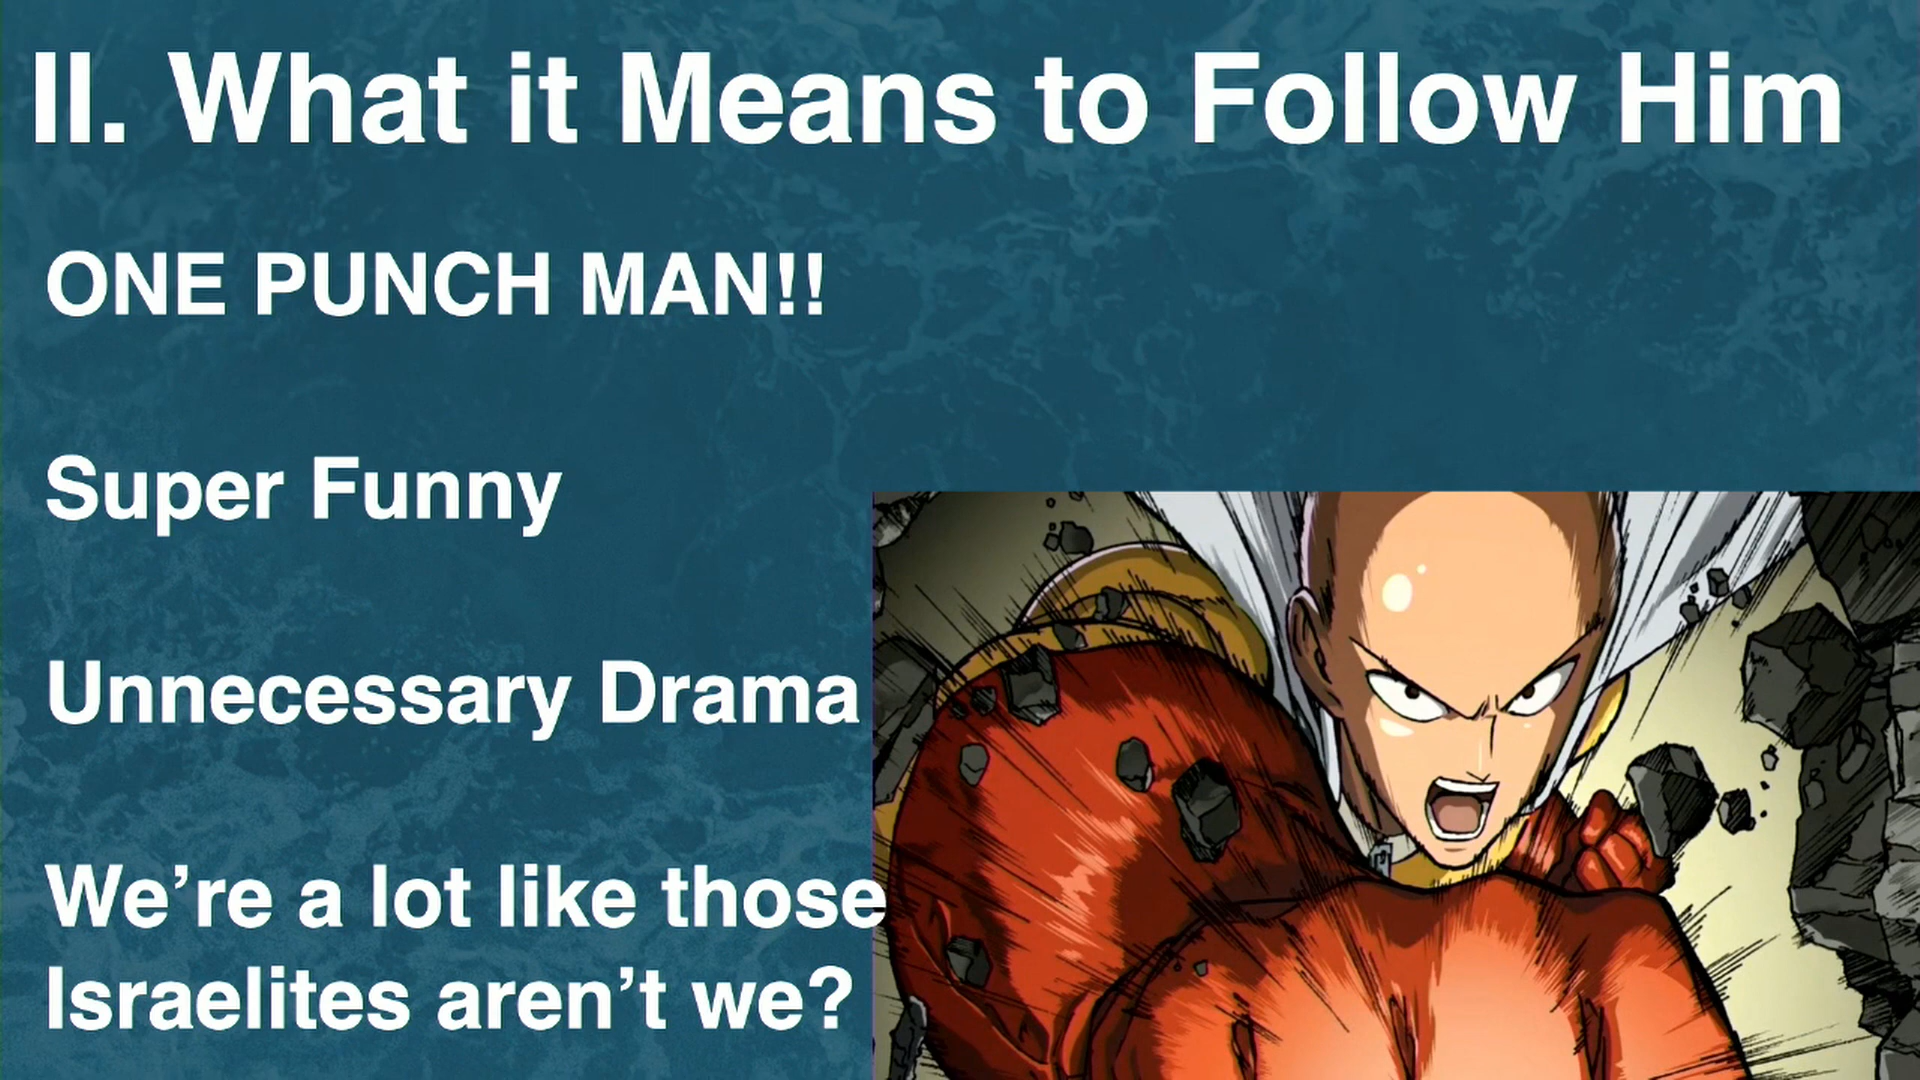 II. What it Means to Follow Him
ONE PUNCH MAN!!
Super Funny
Unnecessary Drama
We’re a lot like those
Israelites aren’t we?